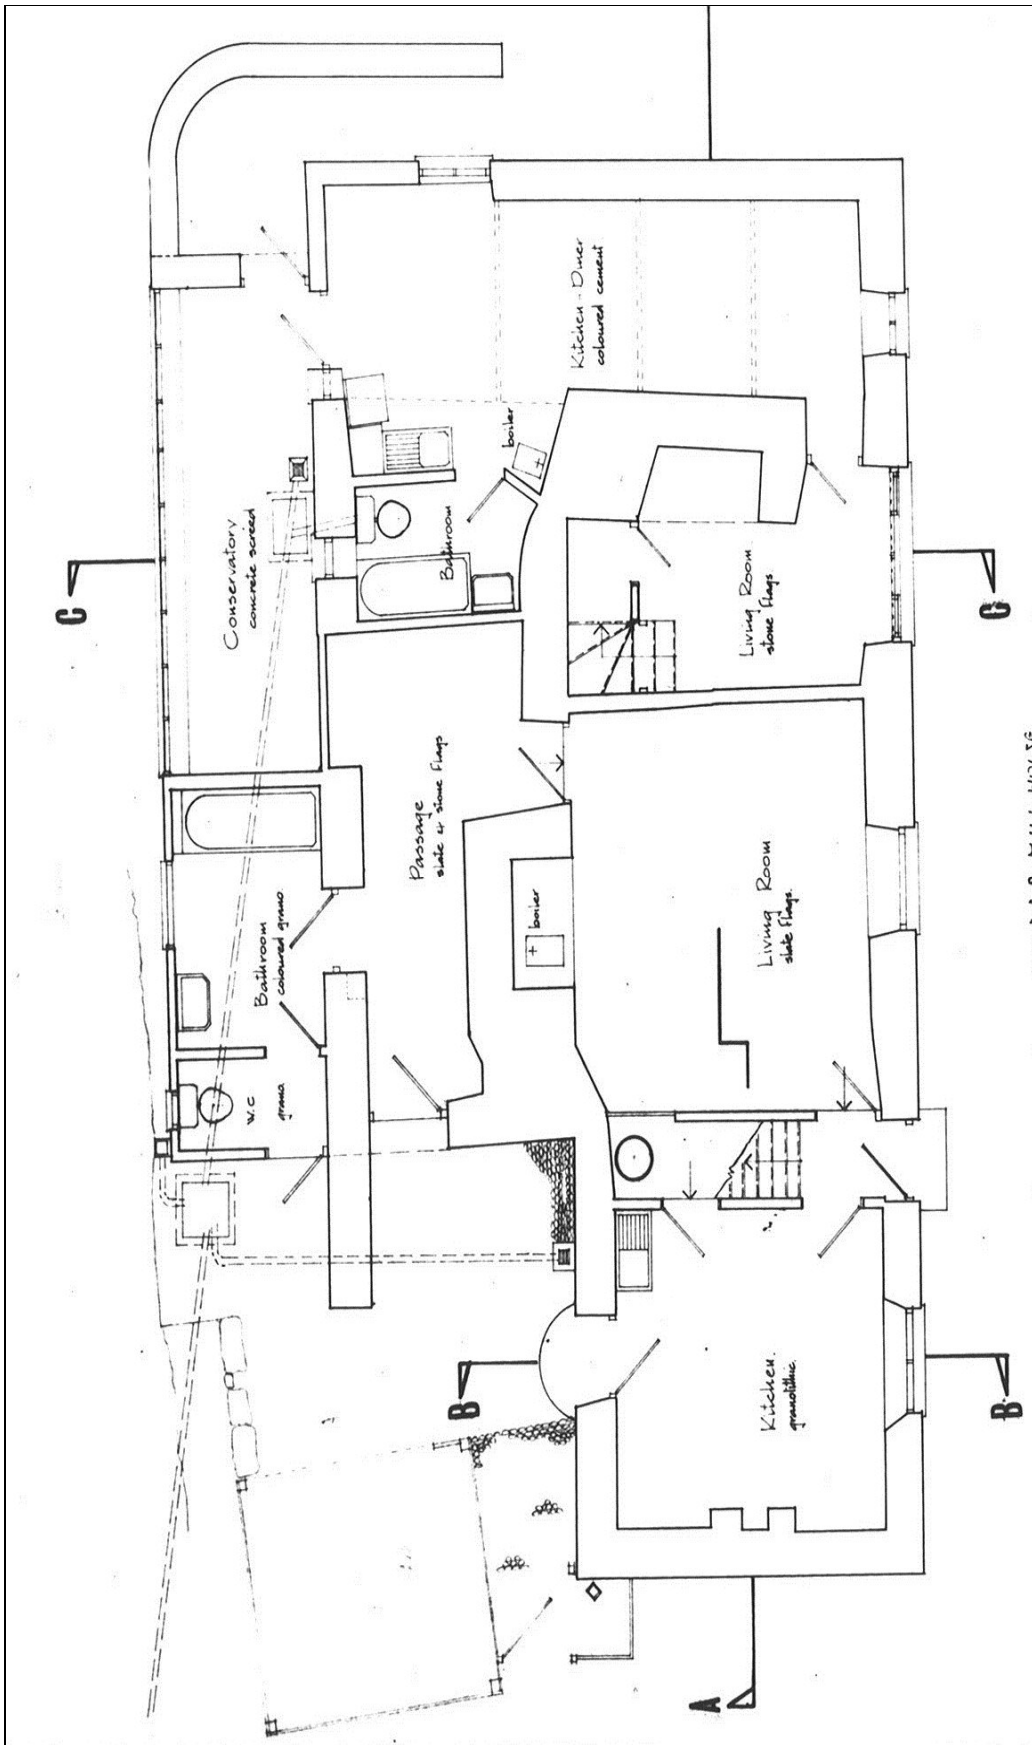 C
C
Conservatory
concrete screed
Kitchen - Diner
coloured cement
boiler
Bathroom
Living Room
stone flags
Passage
slate & stone flags
boiler
Living Room
slate flags.
Bathroom
coloured grano
W.C
grano
Kitchen.
granolithic.
B
B
A